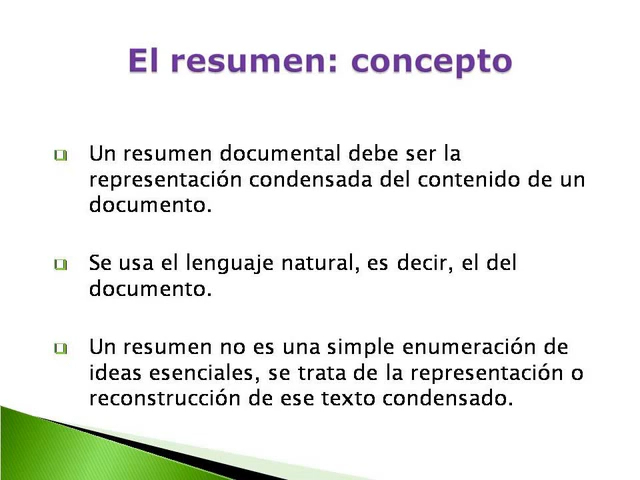 El resumen: concepto
Un resumen documental debe ser la
representación condensada del contenido de un
documento.
Se usa el lenguaje natural, es decir, el del
documento.
Un resumen no es una simple enumeración de
ideas esenciales, se trata de la representación o
reconstrucción de ese texto condensado.